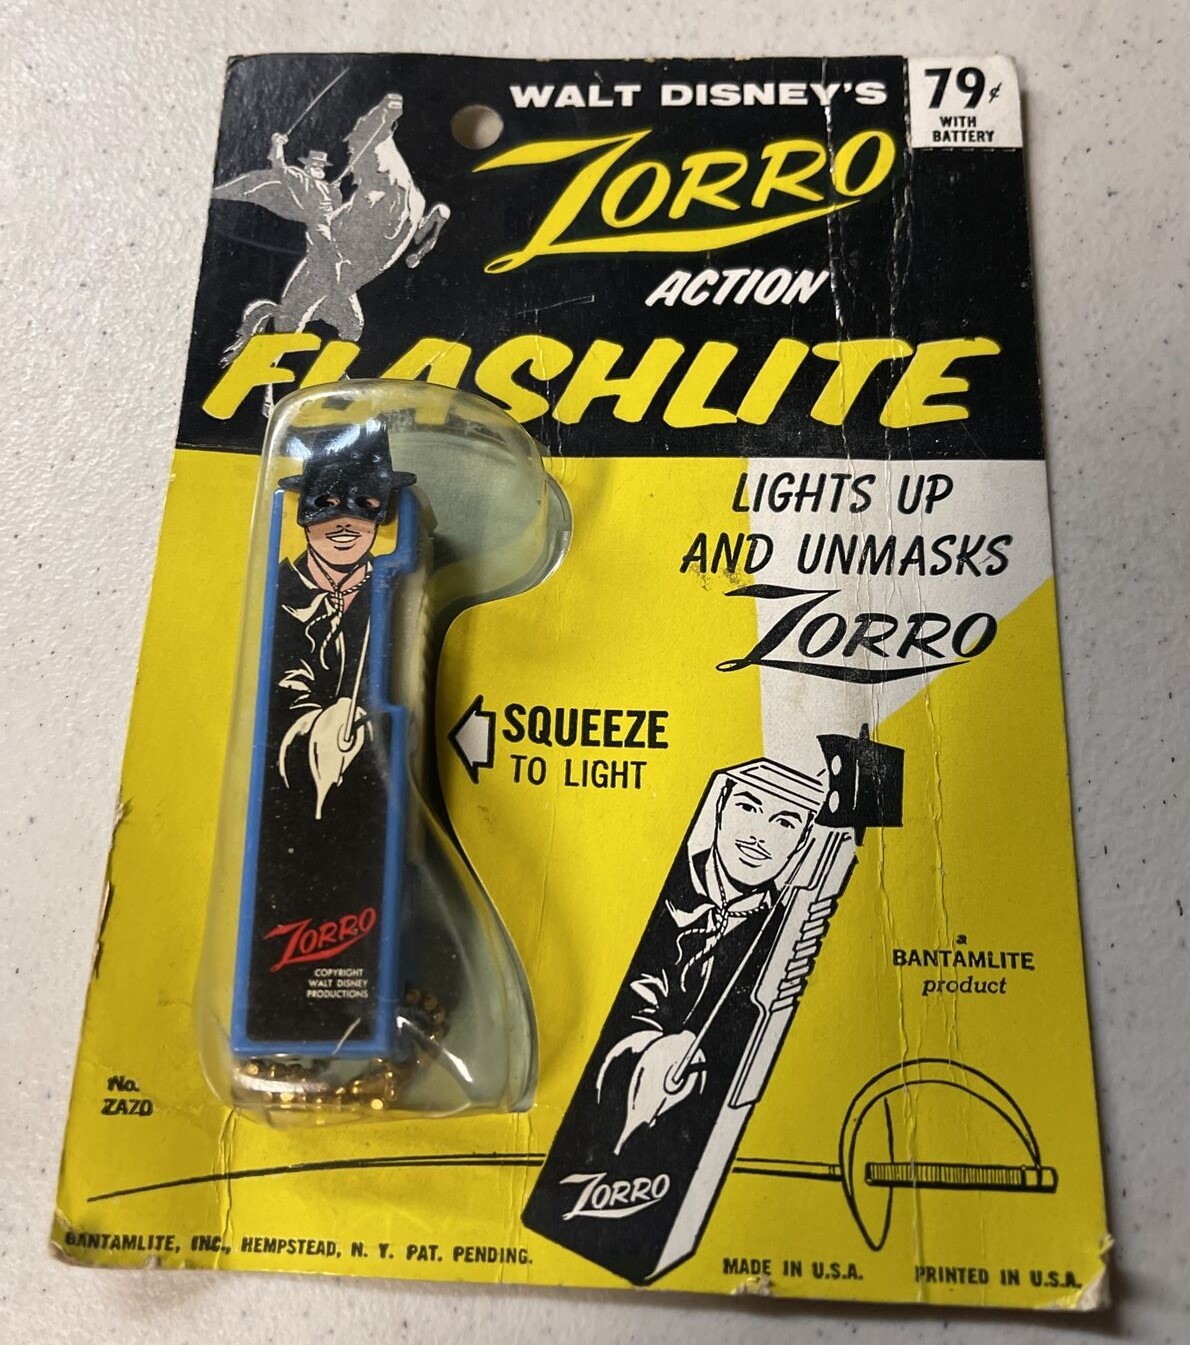 WALT DISNEY'S
79¢
WITH
BATTERY
ZORRO
ACTION
FLASHLITE
LIGHTS UP
AND UNMASKS
ZORRO
SQUEEZE
TO LIGHT
ZORRO
COPYRIGHT
WALT DISNEY
PRODUCTIONS
a
BANTAMLITE
product
No.
ZAZO
ZORRO
BANTAMLITE, INC., HEMPSTEAD, N. Y. PAT. PENDING.
MADE IN U.S.A.
PRINTED IN U.S.A.